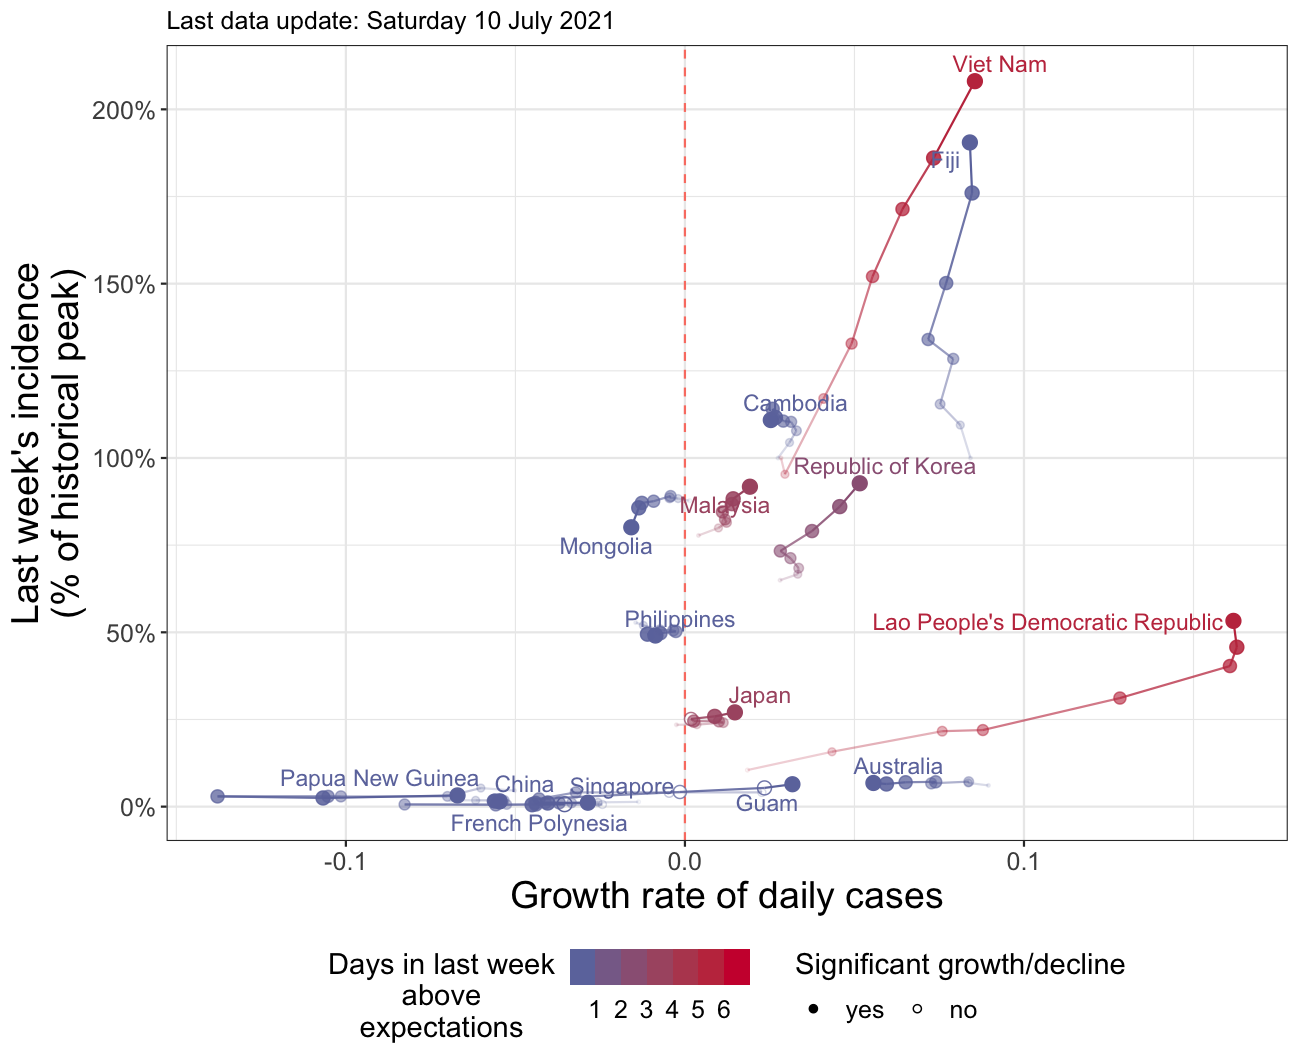 Last data update: Saturday 10 July 2021
Last week's incidence
(% of historical peak)
200%
150%
100%
50%
0%
Viet Nam
Fiji
Cambodia
Republic of Korea
Malaysia
Mongolia
Philippines
Lao People's Democratic Republic
Japan
Australia
Papua New Guinea
China
Singapore
Guam
French Polynesia
-0.1
0.0
0.1
Growth rate of daily cases
Days in last week
above
expectations
1 2 3 4 5 6
Significant growth/decline
yes
no